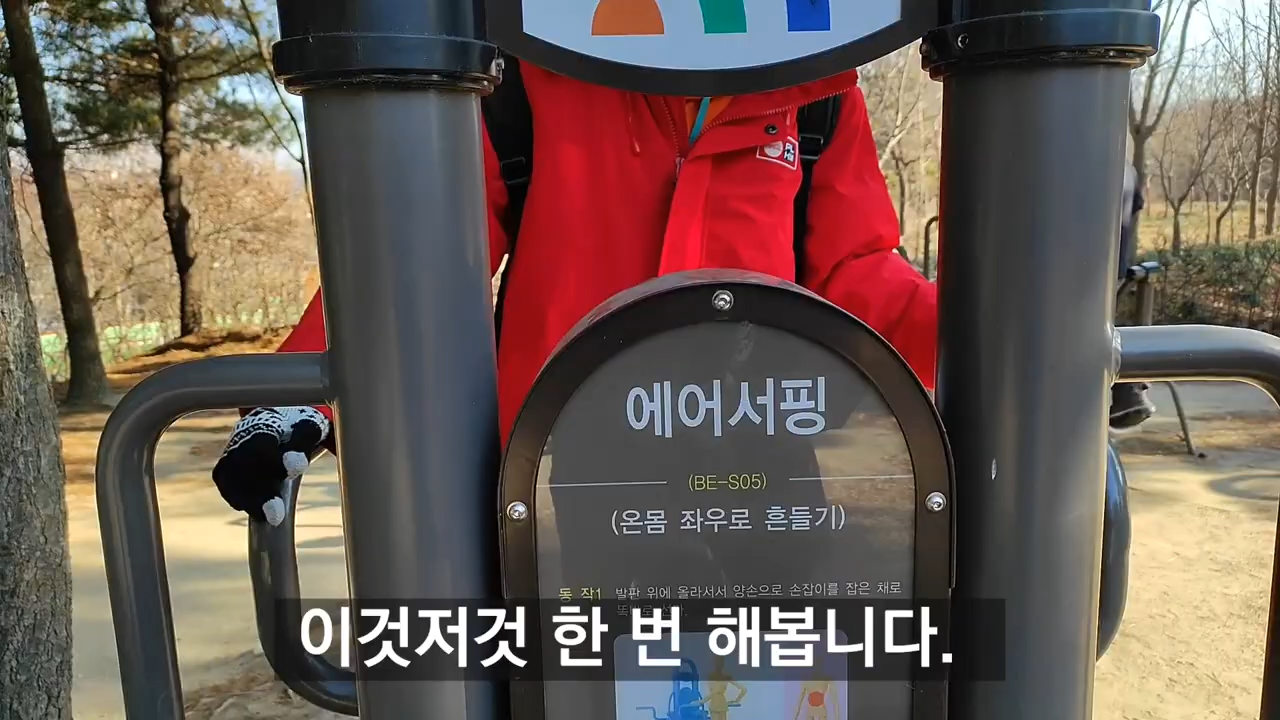 에어서핑
(BE-S05)
(온몸 좌우로 흔들기)
동 작1 발판 위에 올라서서 양손으로 손잡이를 잡은 채로
이것저것 한 번 해봅니다.